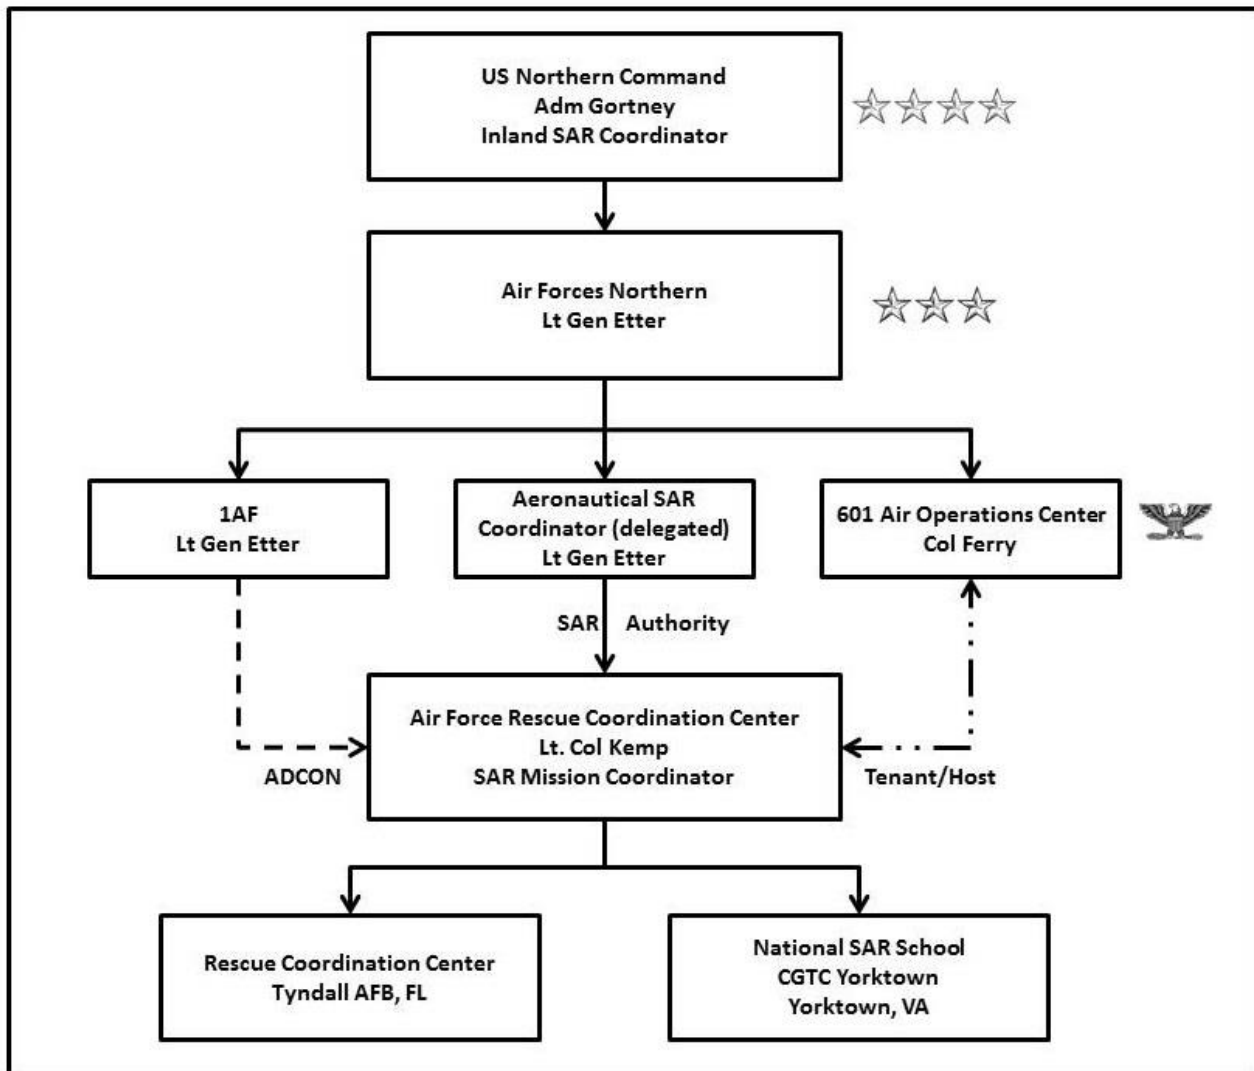 US Northern Command
Adm Gortney
Inland SAR Coordinator
Air Forces Northern
Lt Gen Etter
1AF
Lt Gen Etter
Aeronautical SAR
Coordinator (delegated)
Lt Gen Etter
601 Air Operations Center
Col Ferry
SAR Authority
Air Force Rescue Coordination Center
Lt. Col Kemp
SAR Mission Coordinator
ADCON
Tenant/Host
Rescue Coordination Center
Tyndall AFB, FL
National SAR School
CGTC Yorktown
Yorktown, VA